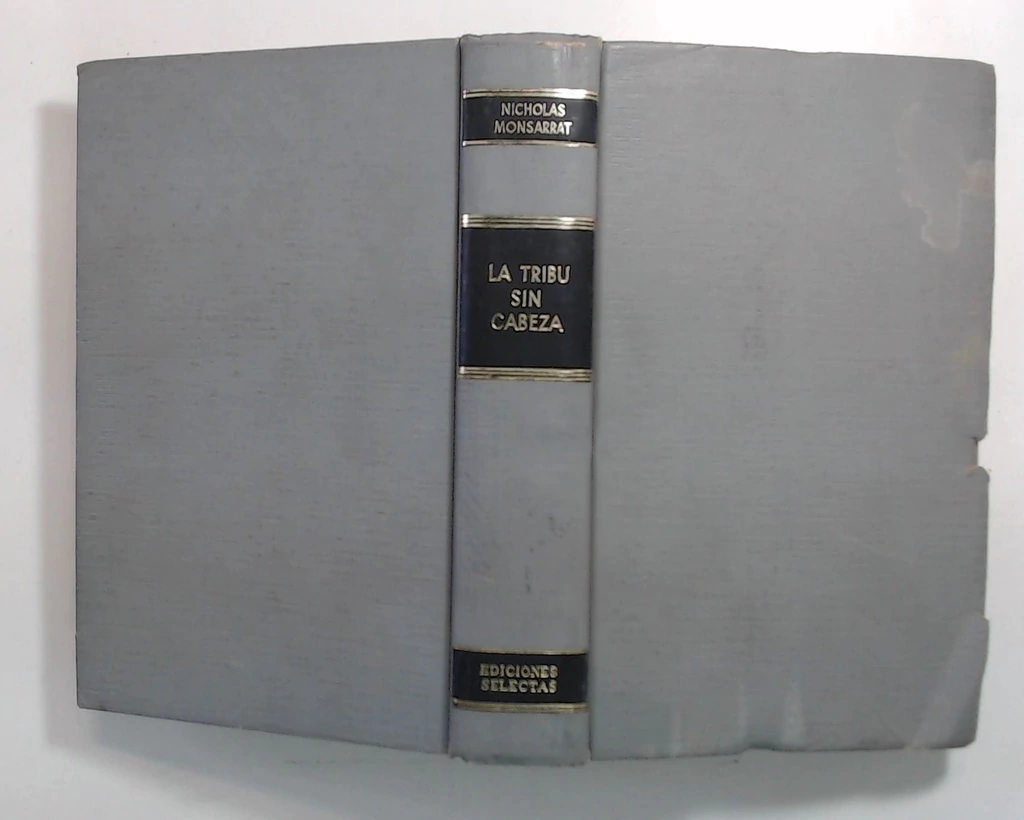 NICHOLAS
MONSARRAT
LA TRIBU
SIN
CABEZA
EDICIONES
SELECTAS